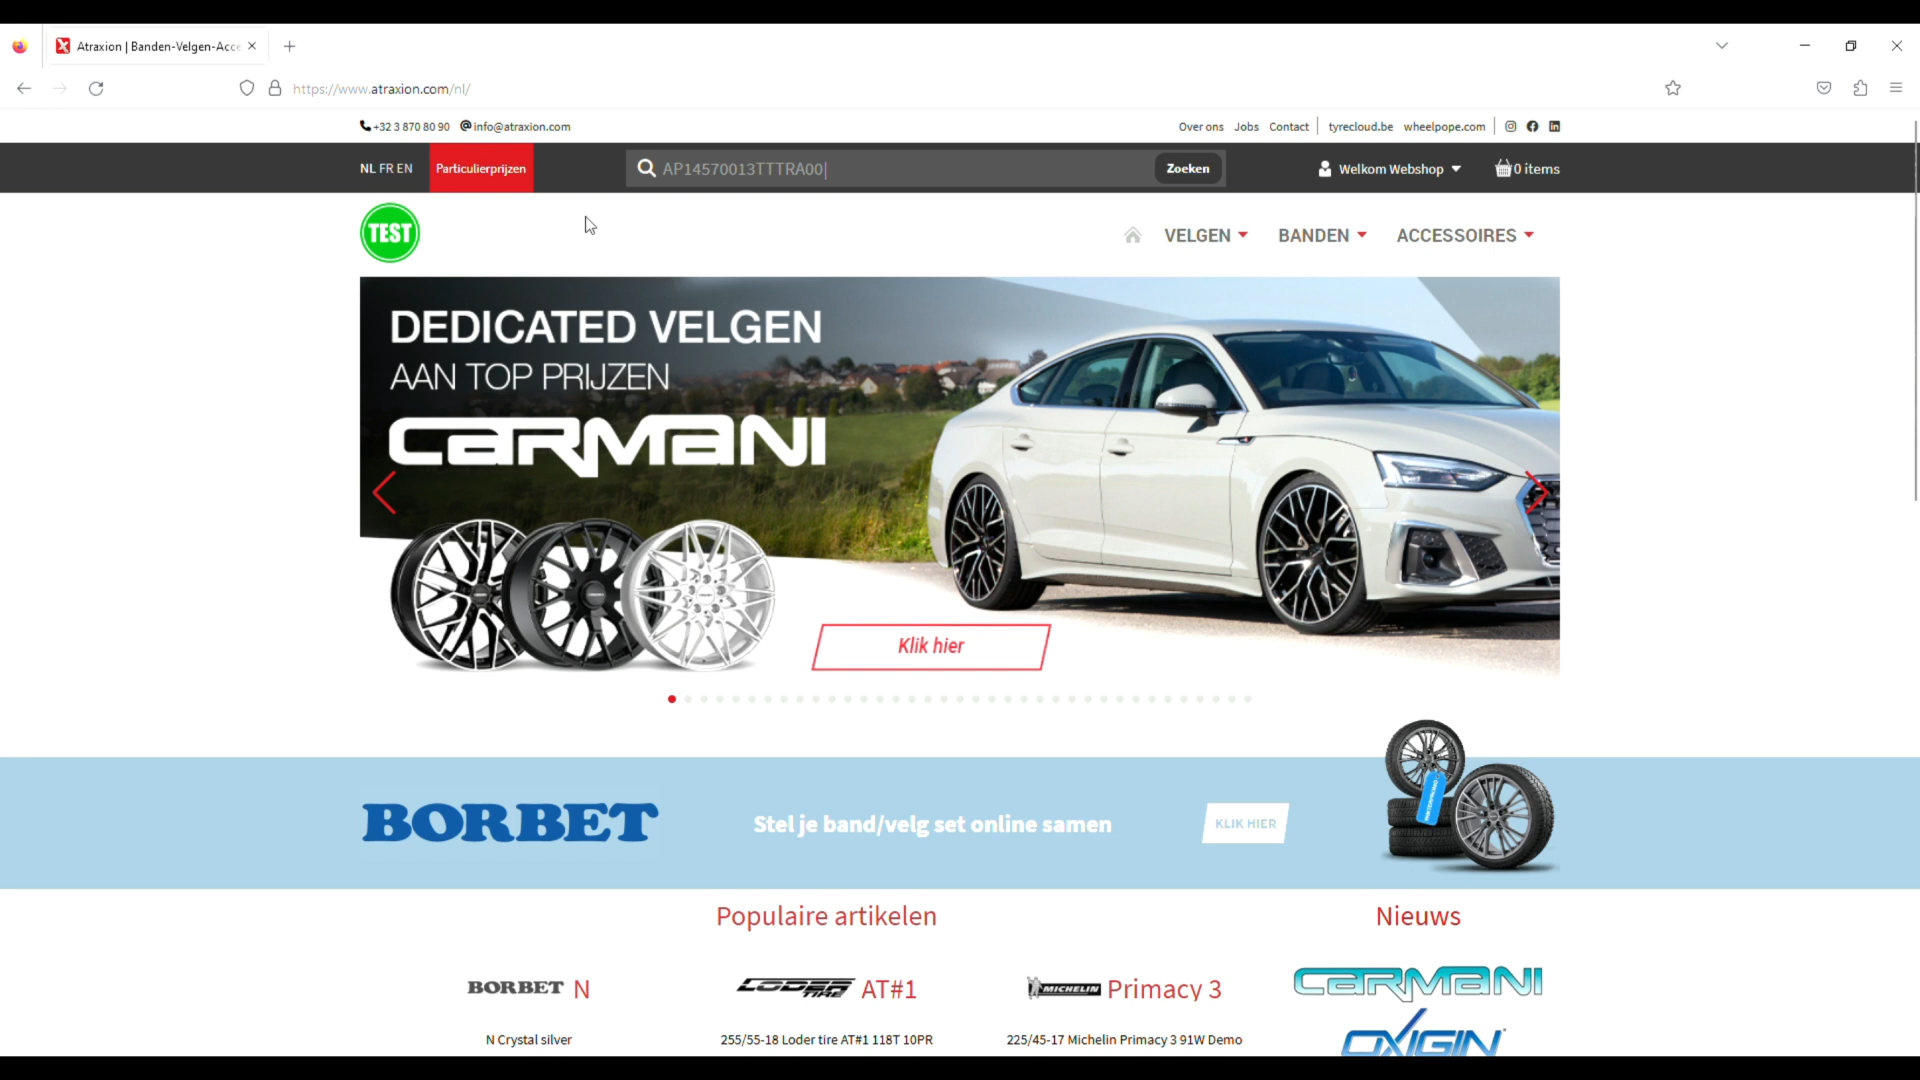 Atraxion | Banden-Velgen-Acce
https://www.atraxion.com/nl/
+32 3 870 80 90 info@atraxion.com
Over ons Jobs Contact tyrecloud.be wheelpope.com
NL FR EN Particulierprijzen AP14570013TTTRA00 Zoeken Welkom Webshop 0 items
TEST
VELGEN BANDEN ACCESSOIRES
DEDICATED VELGEN
AAN TOP PRIJZEN
CARMANI
Klik hier
BORBET Stel je band/velg set online samen KLIK HIER
Populaire artikelen Nieuws
BORBET N LODER TIRE AT#1 MICHELIN Primacy 3 CARMANI
N Crystal silver 255/55-18 Loder tire AT#1 118T 10PR 225/45-17 Michelin Primacy 3 91W Demo OXIGIN